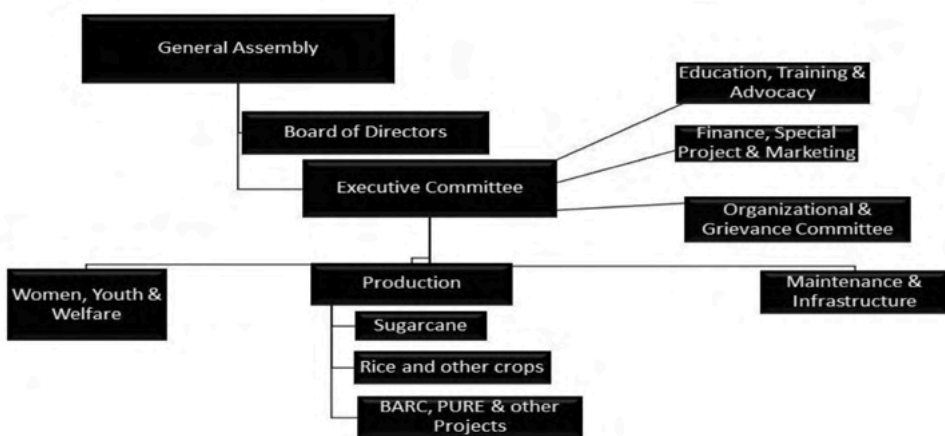 General Assembly
Education, Training &
Advocacy
Board of Directors
Finance, Special
Project & Marketing
Executive Committee
Organizational &
Grievance Committee
Women, Youth &
Welfare
Production
Maintenance &
Infrastructure
Sugarcane
Rice and other crops
BARC, PURE & other
Projects